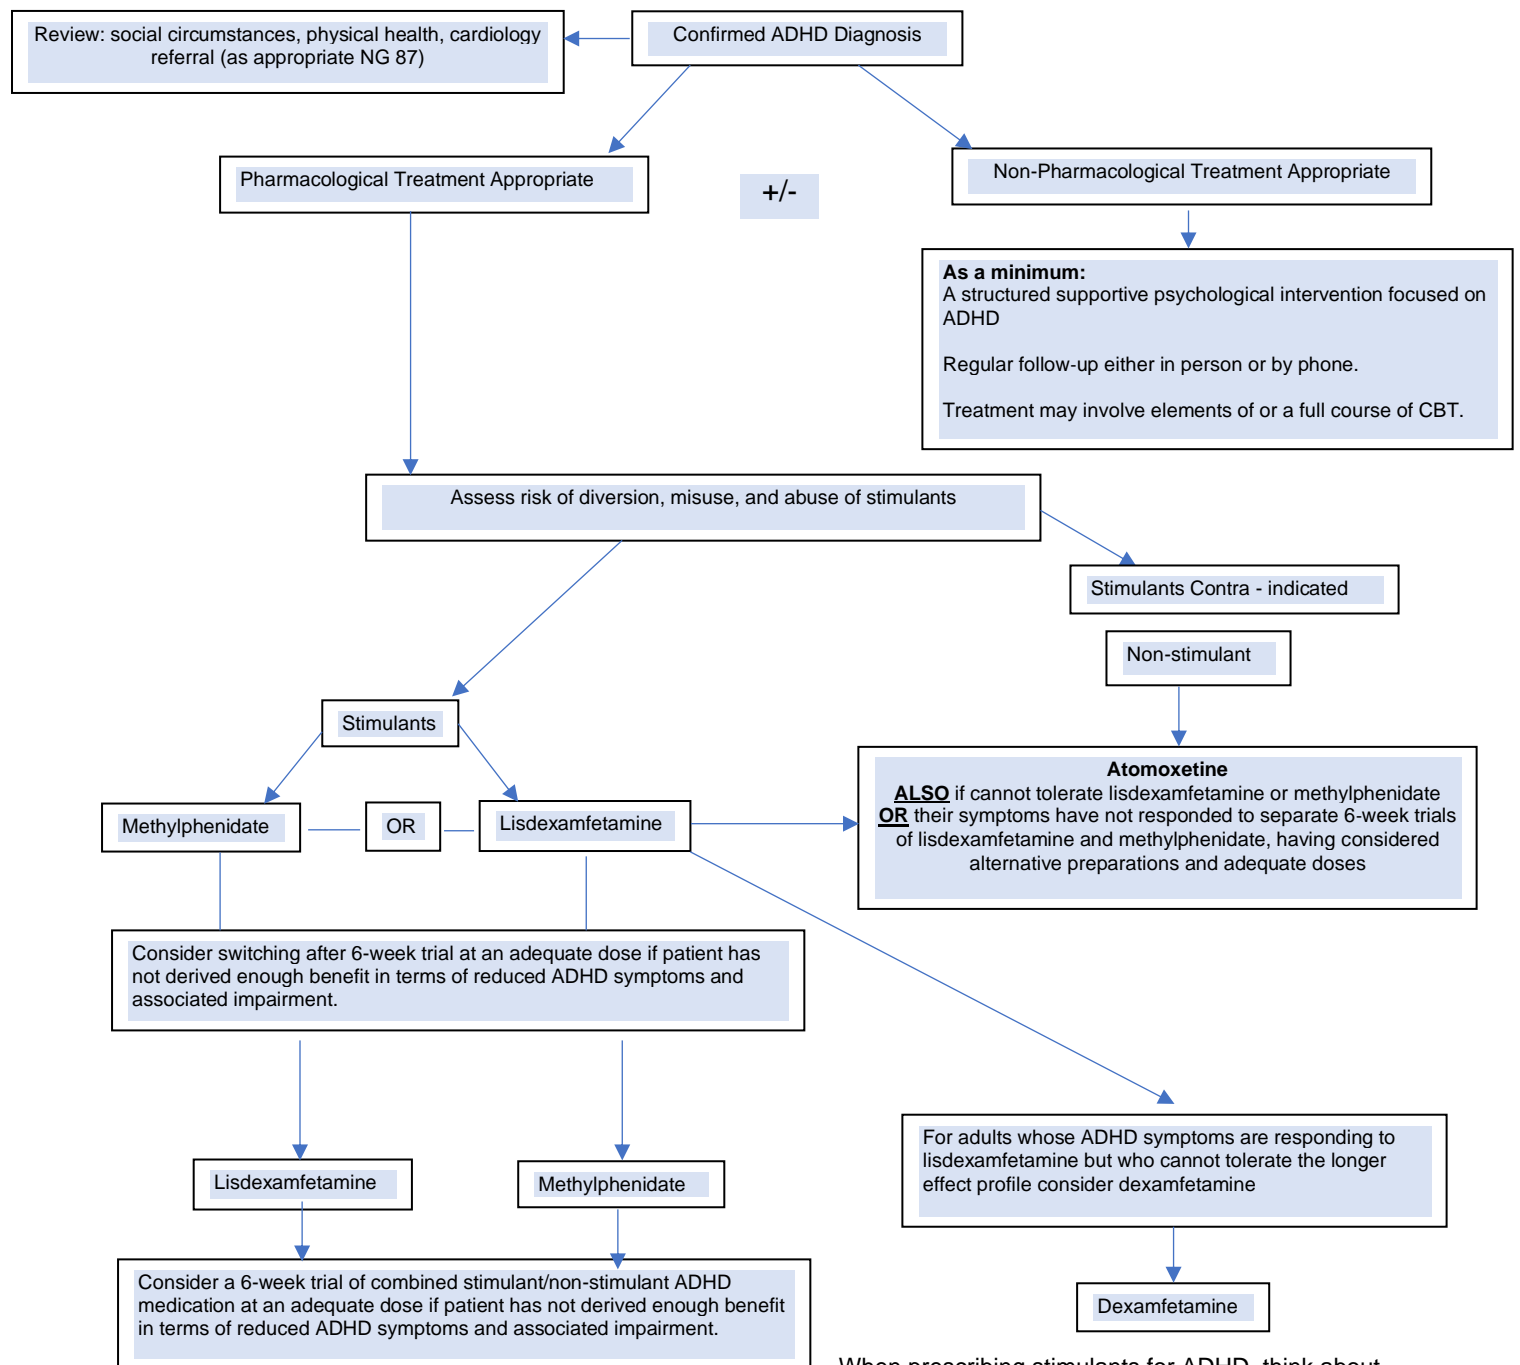 Review: social circumstances, physical health, cardiology
referral (as appropriate NG 87)
Confirmed ADHD Diagnosis
Pharmacological Treatment Appropriate
+/-
Non-Pharmacological Treatment Appropriate
As a minimum:
A structured supportive psychological intervention focused on
ADHD
Regular follow-up either in person or by phone.
Treatment may involve elements of or a full course of CBT.
Assess risk of diversion, misuse, and abuse of stimulants
Stimulants Contra - indicated
Non-stimulant
Stimulants
Methylphenidate
OR
Lisdexamfetamine
Atomoxetine
ALSO if cannot tolerate lisdexamfetamine or methylphenidate
OR their symptoms have not responded to separate 6-week trials
of lisdexamfetamine and methylphenidate, having considered
alternative preparations and adequate doses
Consider switching after 6-week trial at an adequate dose if patient has
not derived enough benefit in terms of reduced ADHD symptoms and
associated impairment.
Lisdexamfetamine
Methylphenidate
For adults whose ADHD symptoms are responding to
lisdexamfetamine but who cannot tolerate the longer
effect profile consider dexamfetamine
Consider a 6-week trial of combined stimulant/non-stimulant ADHD
medication at an adequate dose if patient has not derived enough benefit
in terms of reduced ADHD symptoms and associated impairment.
Dexamfetamine
When prescribing stimulants for ADHD, think about